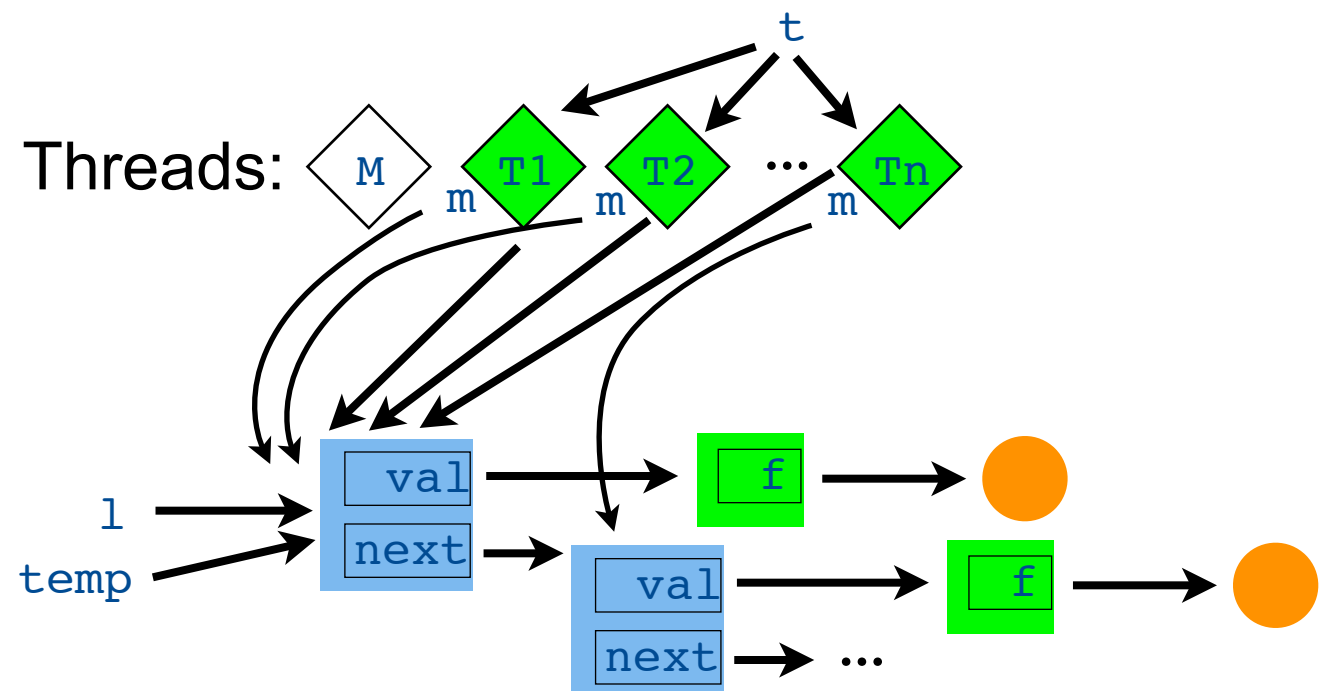 t
Threads: M T1 T2 ... Tn
m m m
val f
l next
temp val f
next ...